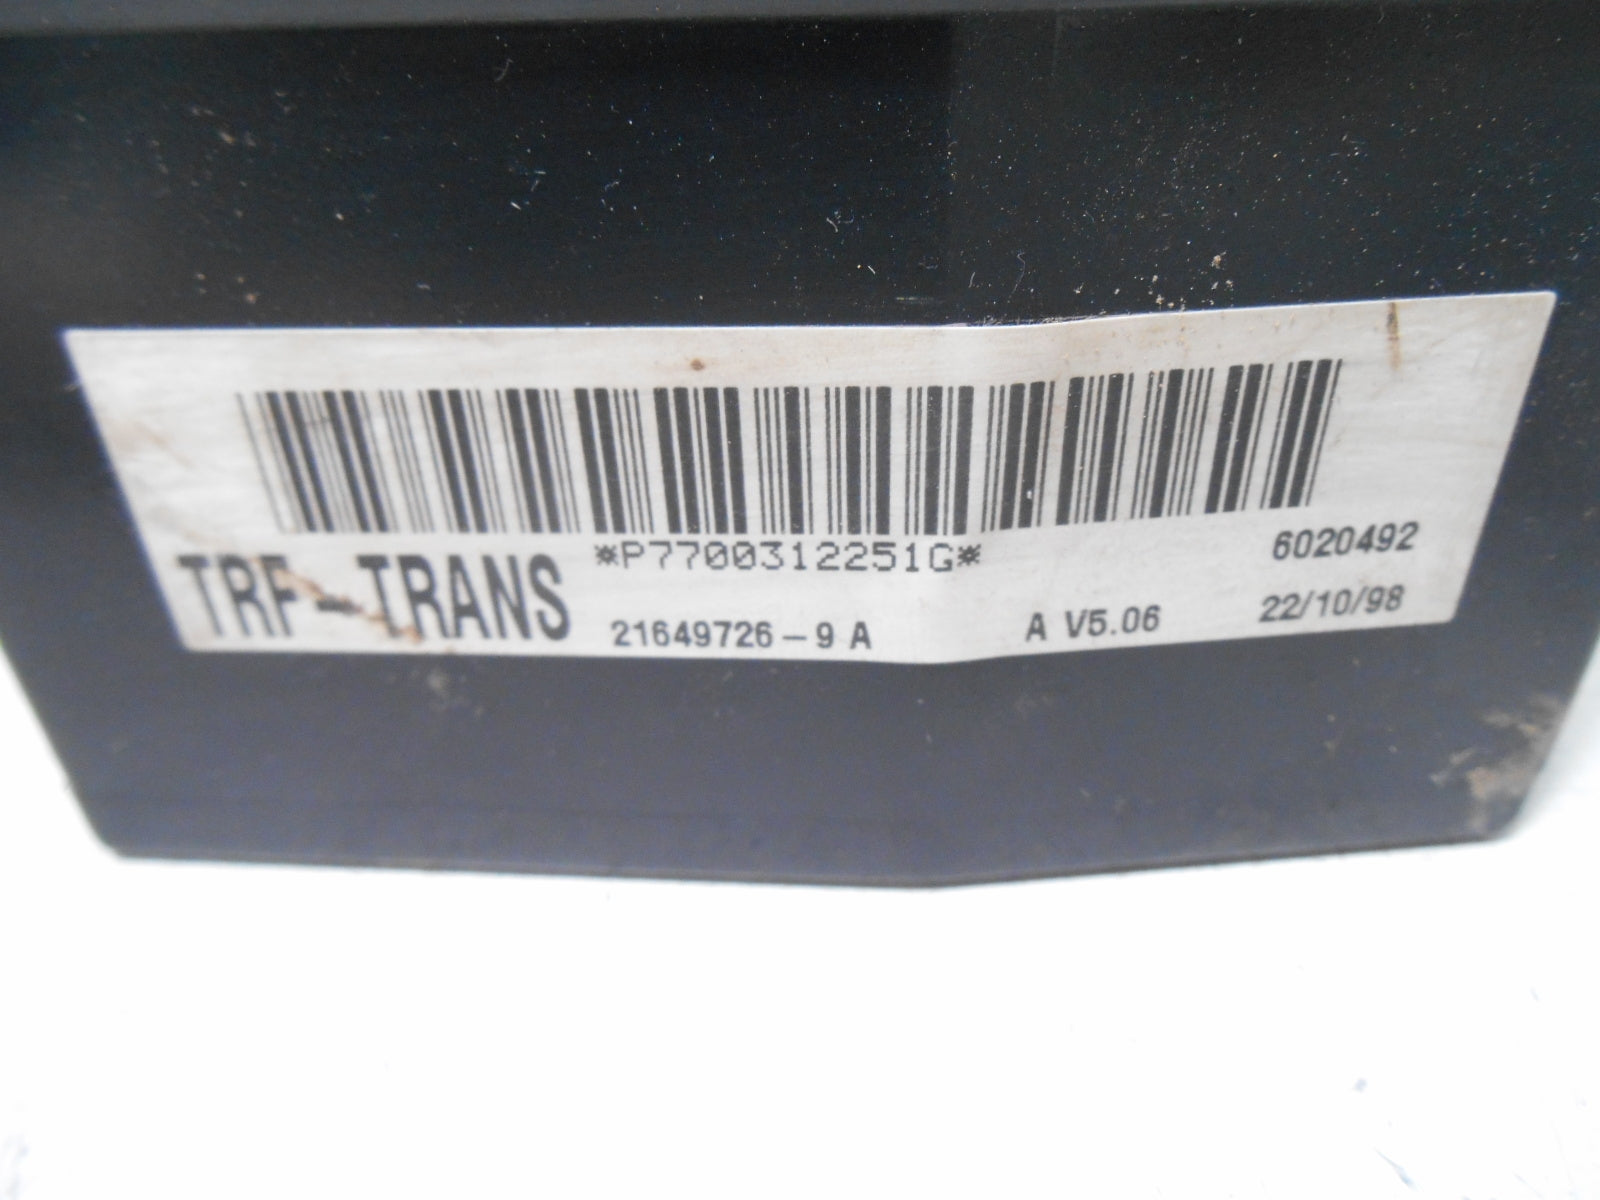 *P7700312251G*
6020492
TRF-TRANS
21649726-9 A
A V5.06
22/10/98